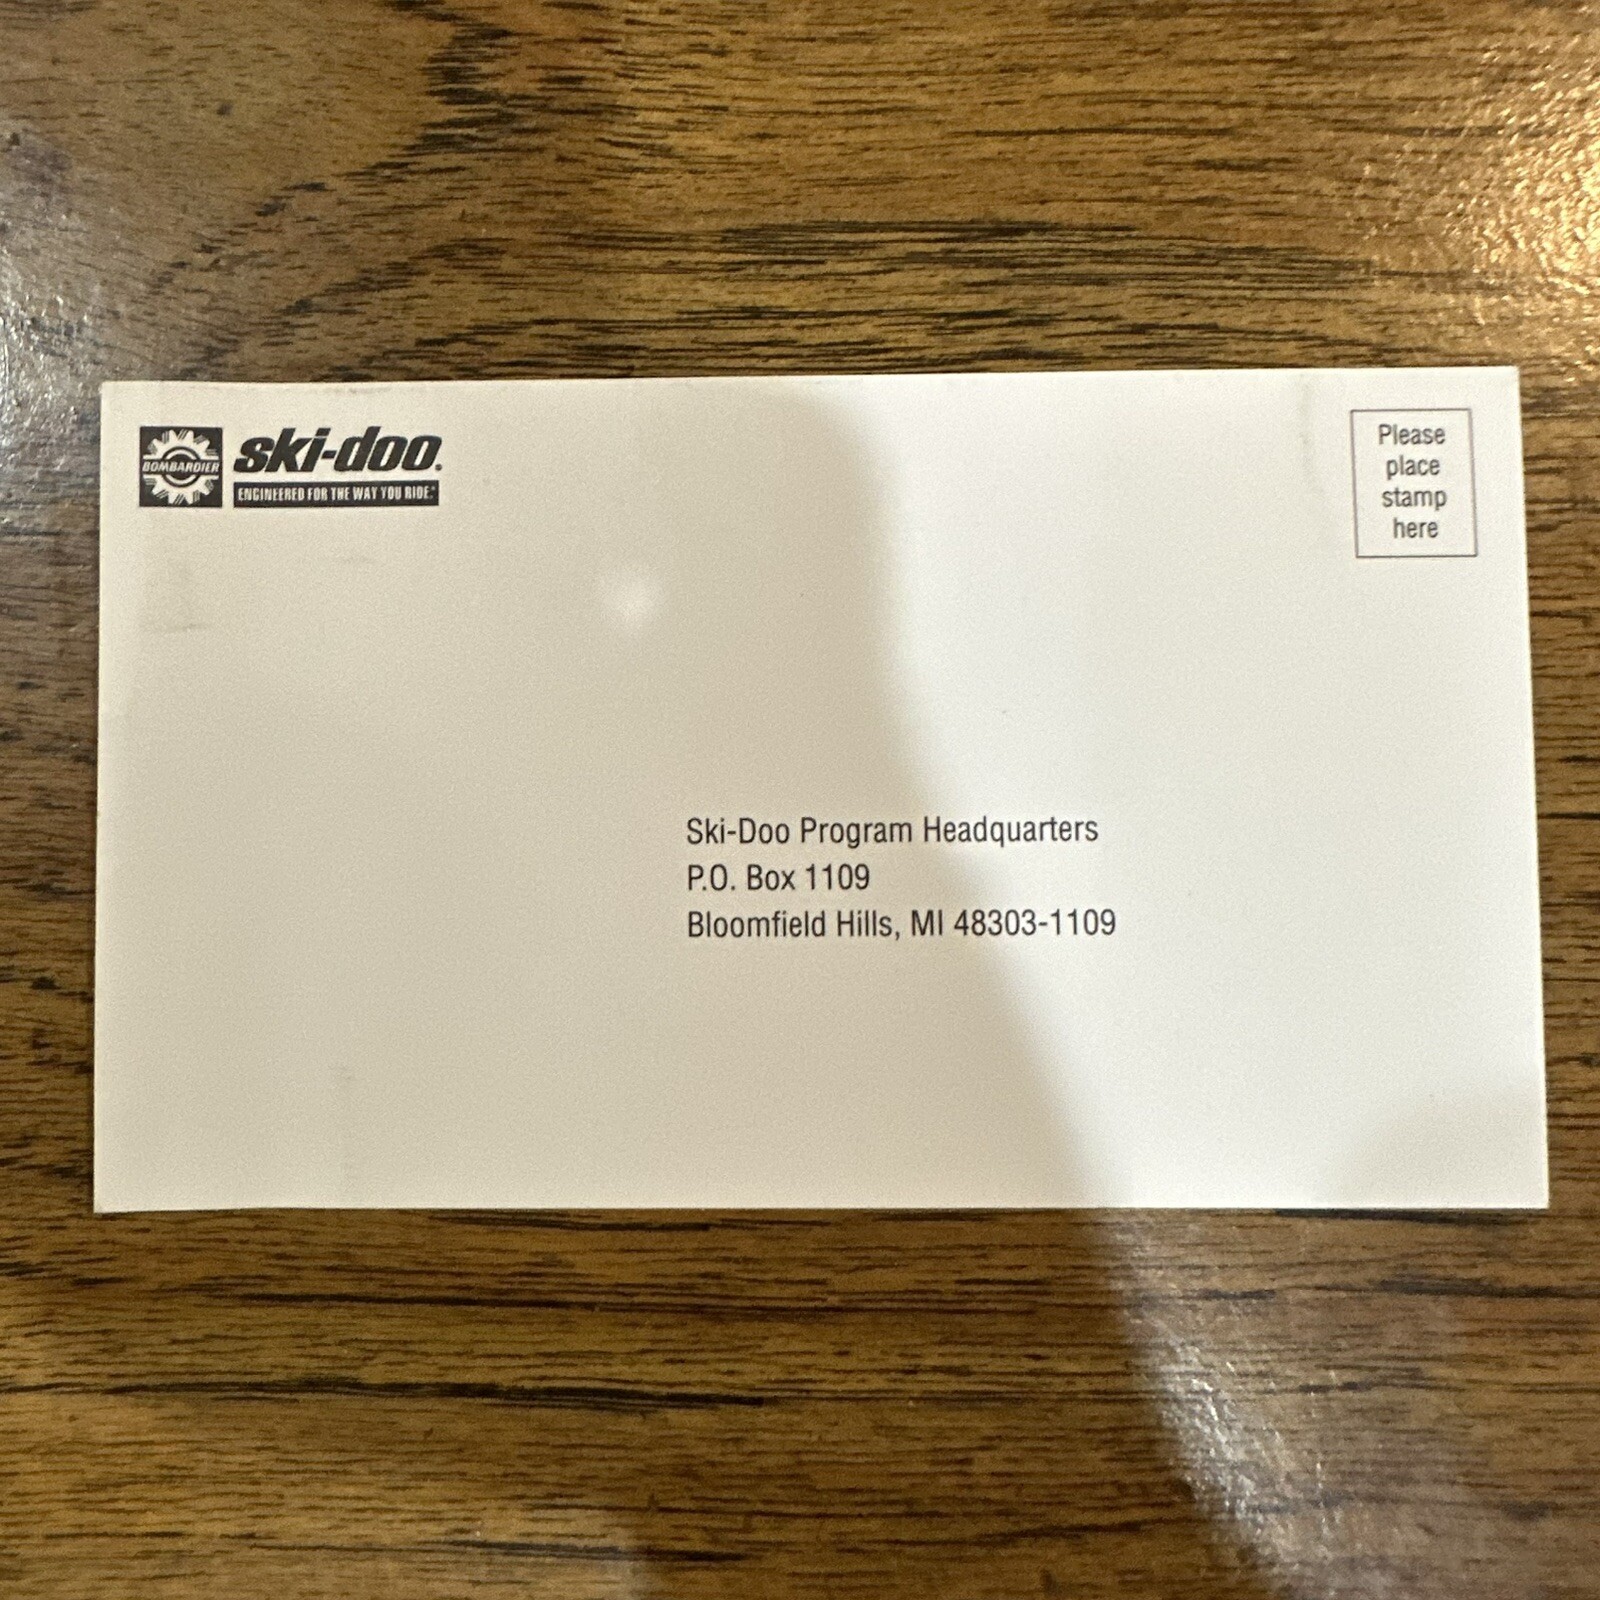 BOMBARDIER
ski-doo®
ENGINEERED FOR THE WAY YOU RIDE.™
Please
place
stamp
here
Ski-Doo Program Headquarters
P.O. Box 1109
Bloomfield Hills, MI 48303-1109